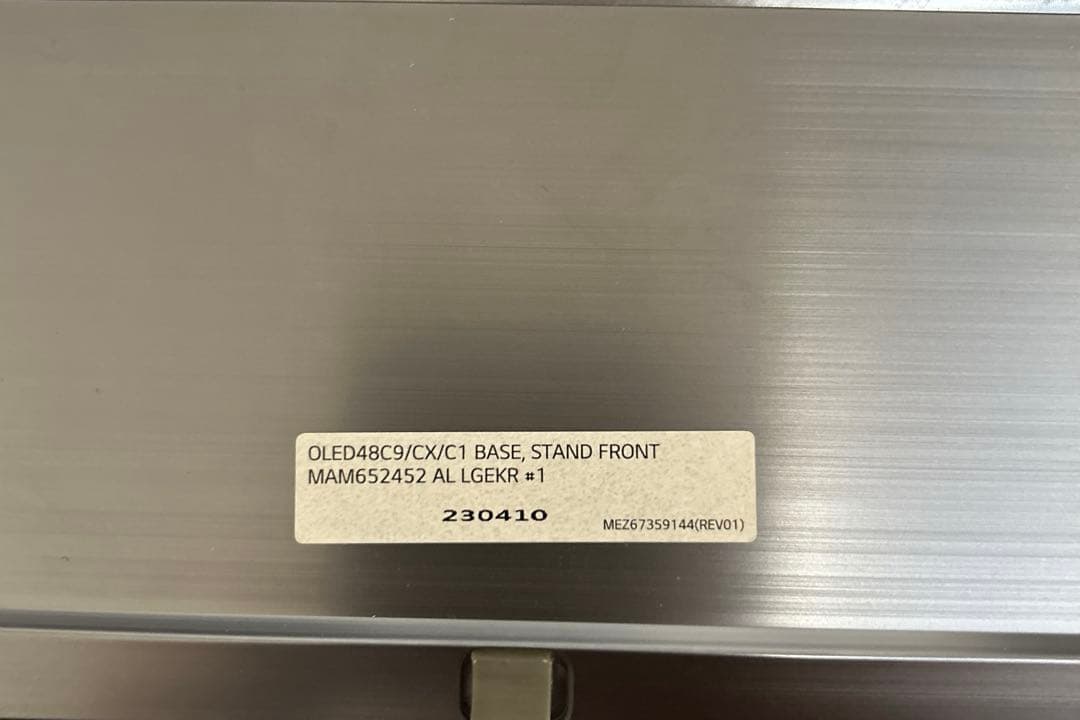 OLED48C9/CX/C1 BASE, STAND FRONT
MAM652452 AL LGEKR #1
230410
MEZ67359144(REV01)